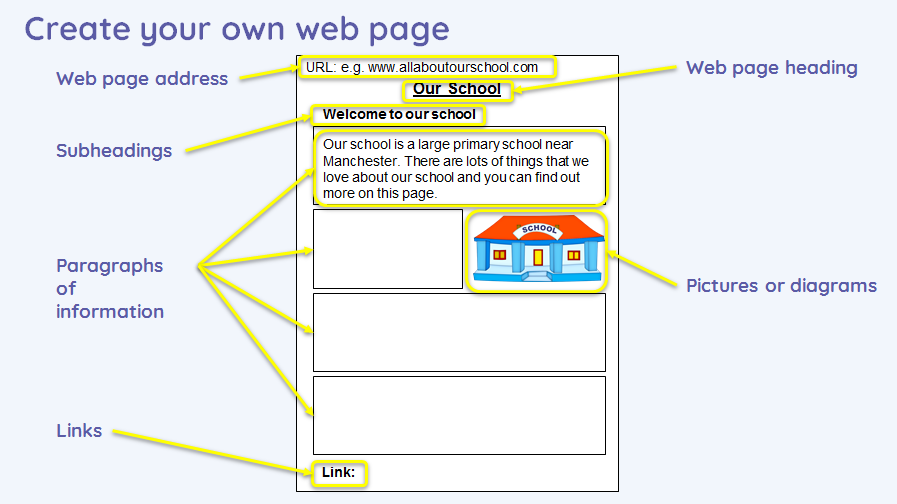 Create your own web page
Web page address
URL: e.g. www.allaboutourschool.com
Web page heading
Our School
Welcome to our school
Subheadings
Our school is a large primary school near
Manchester. There are lots of things that we
love about our school and you can find out
more on this page.
SCHOOL
Paragraphs
of
information
Pictures or diagrams
Links
Link: